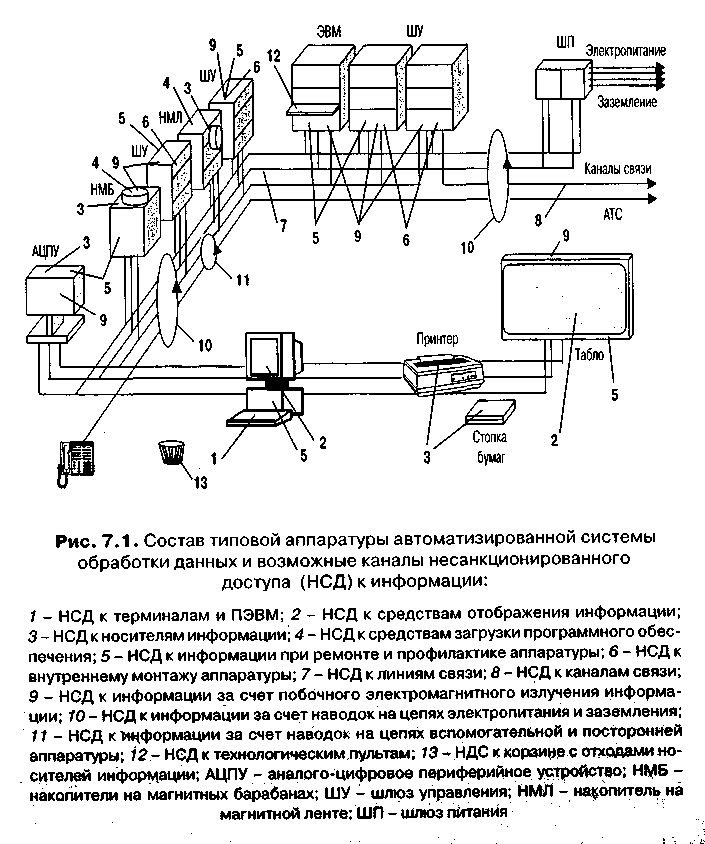 ЭВМ
ШУ
ШП
Электропитание
Заземление
9
5
ШУ
6
12
4
3
НМЛ
5
6
ШУ
4
9
НМБ
3
Каналы связи
7
8
АТС
5
9
6
10
АЦПУ
3
5
9
11
10
9
Принтер
Табло
5
2
1
5
2
3
Стопка
бумаг
13
Рис. 7.1. Состав типовой аппаратуры автоматизированной системы
обработки данных и возможные каналы несанкционированного
доступа (НСД) к информации:
1 – НСД к терминалам и ПЭВМ; 2 – НСД к средствам отображения информации;
3 – НСД к носителям информации; 4 – НСД к средствам загрузки программного обес-
печения; 5 – НСД к информации при ремонте и профилактике аппаратуры; 6 – НСД к
внутреннему монтажу аппаратуры; 7 – НСД к линиям связи; 8 – НСД к каналам связи;
9 – НСД к информации за счет побочного электромагнитного излучения информа-
ции; 10 – НСД к информации за счет наводок на цепях электропитания и заземления;
11 – НСД к информации за счет наводок на цепях вспомогательной и посторонней
аппаратуры; 12 – НСД к технологическим пультам; 13 – НДС к корзине с отходами но-
сителей информации; АЦПУ – аналого-цифровое периферийное устройство; НМБ –
накопители на магнитных барабанах; ШУ – шлюз управления; НМЛ – накопитель на
магнитной ленте; ШП – шлюз питания